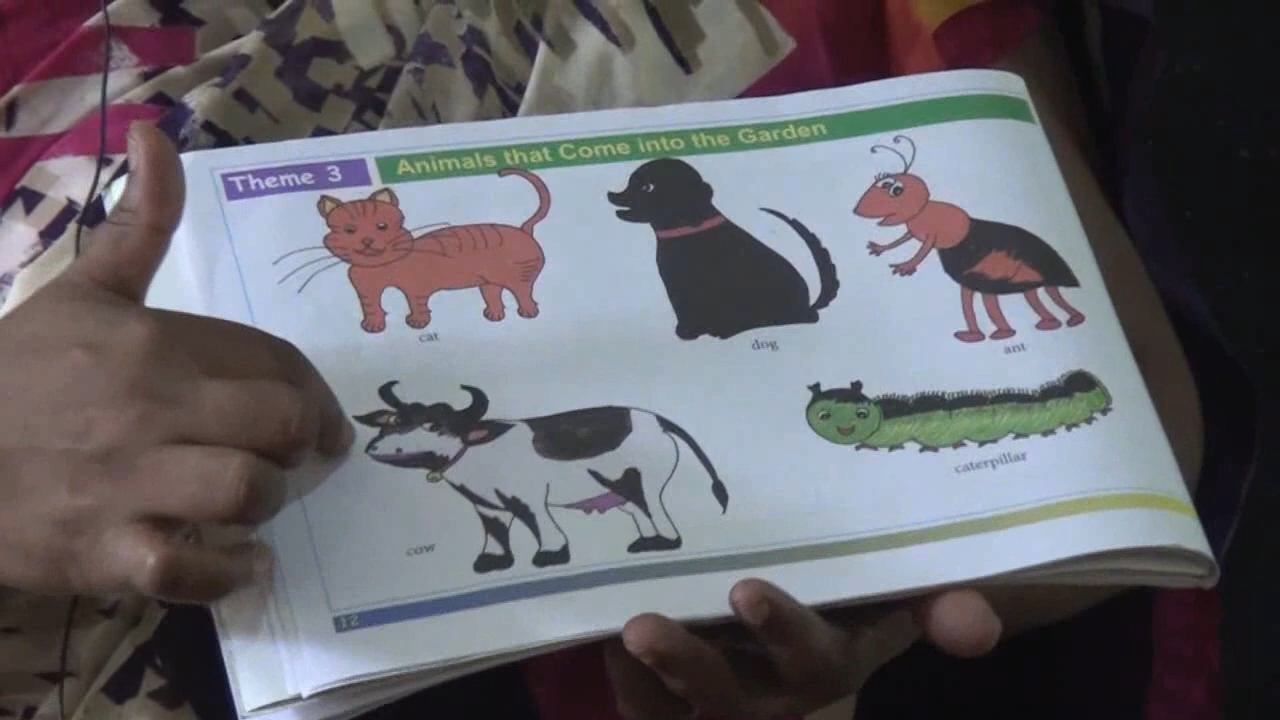 Theme 3
Animals that Come into the Garden
cat
dog
ant
cow
caterpillar
12